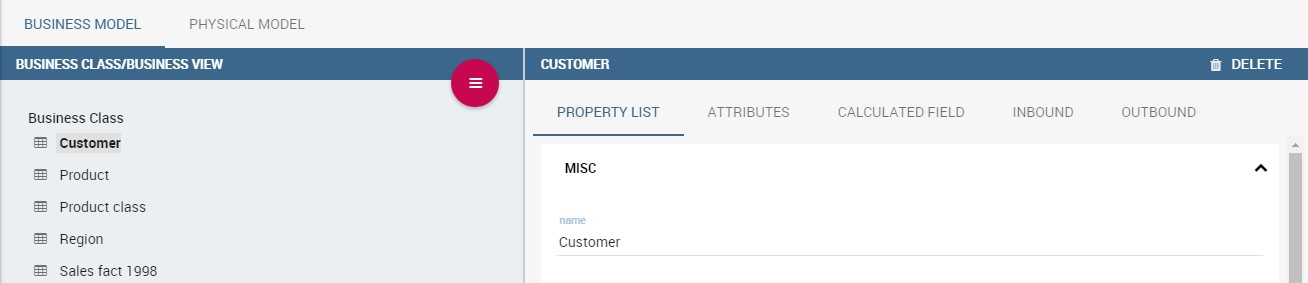 BUSINESS MODEL PHYSICAL MODEL
BUSINESS CLASS/BUSINESS VIEW
Business Class
Customer
Product
Product class
Region
Sales fact 1998
CUSTOMER DELETE
PROPERTY LIST ATTRIBUTES CALCULATED FIELD INBOUND OUTBOUND
MISC
name
Customer